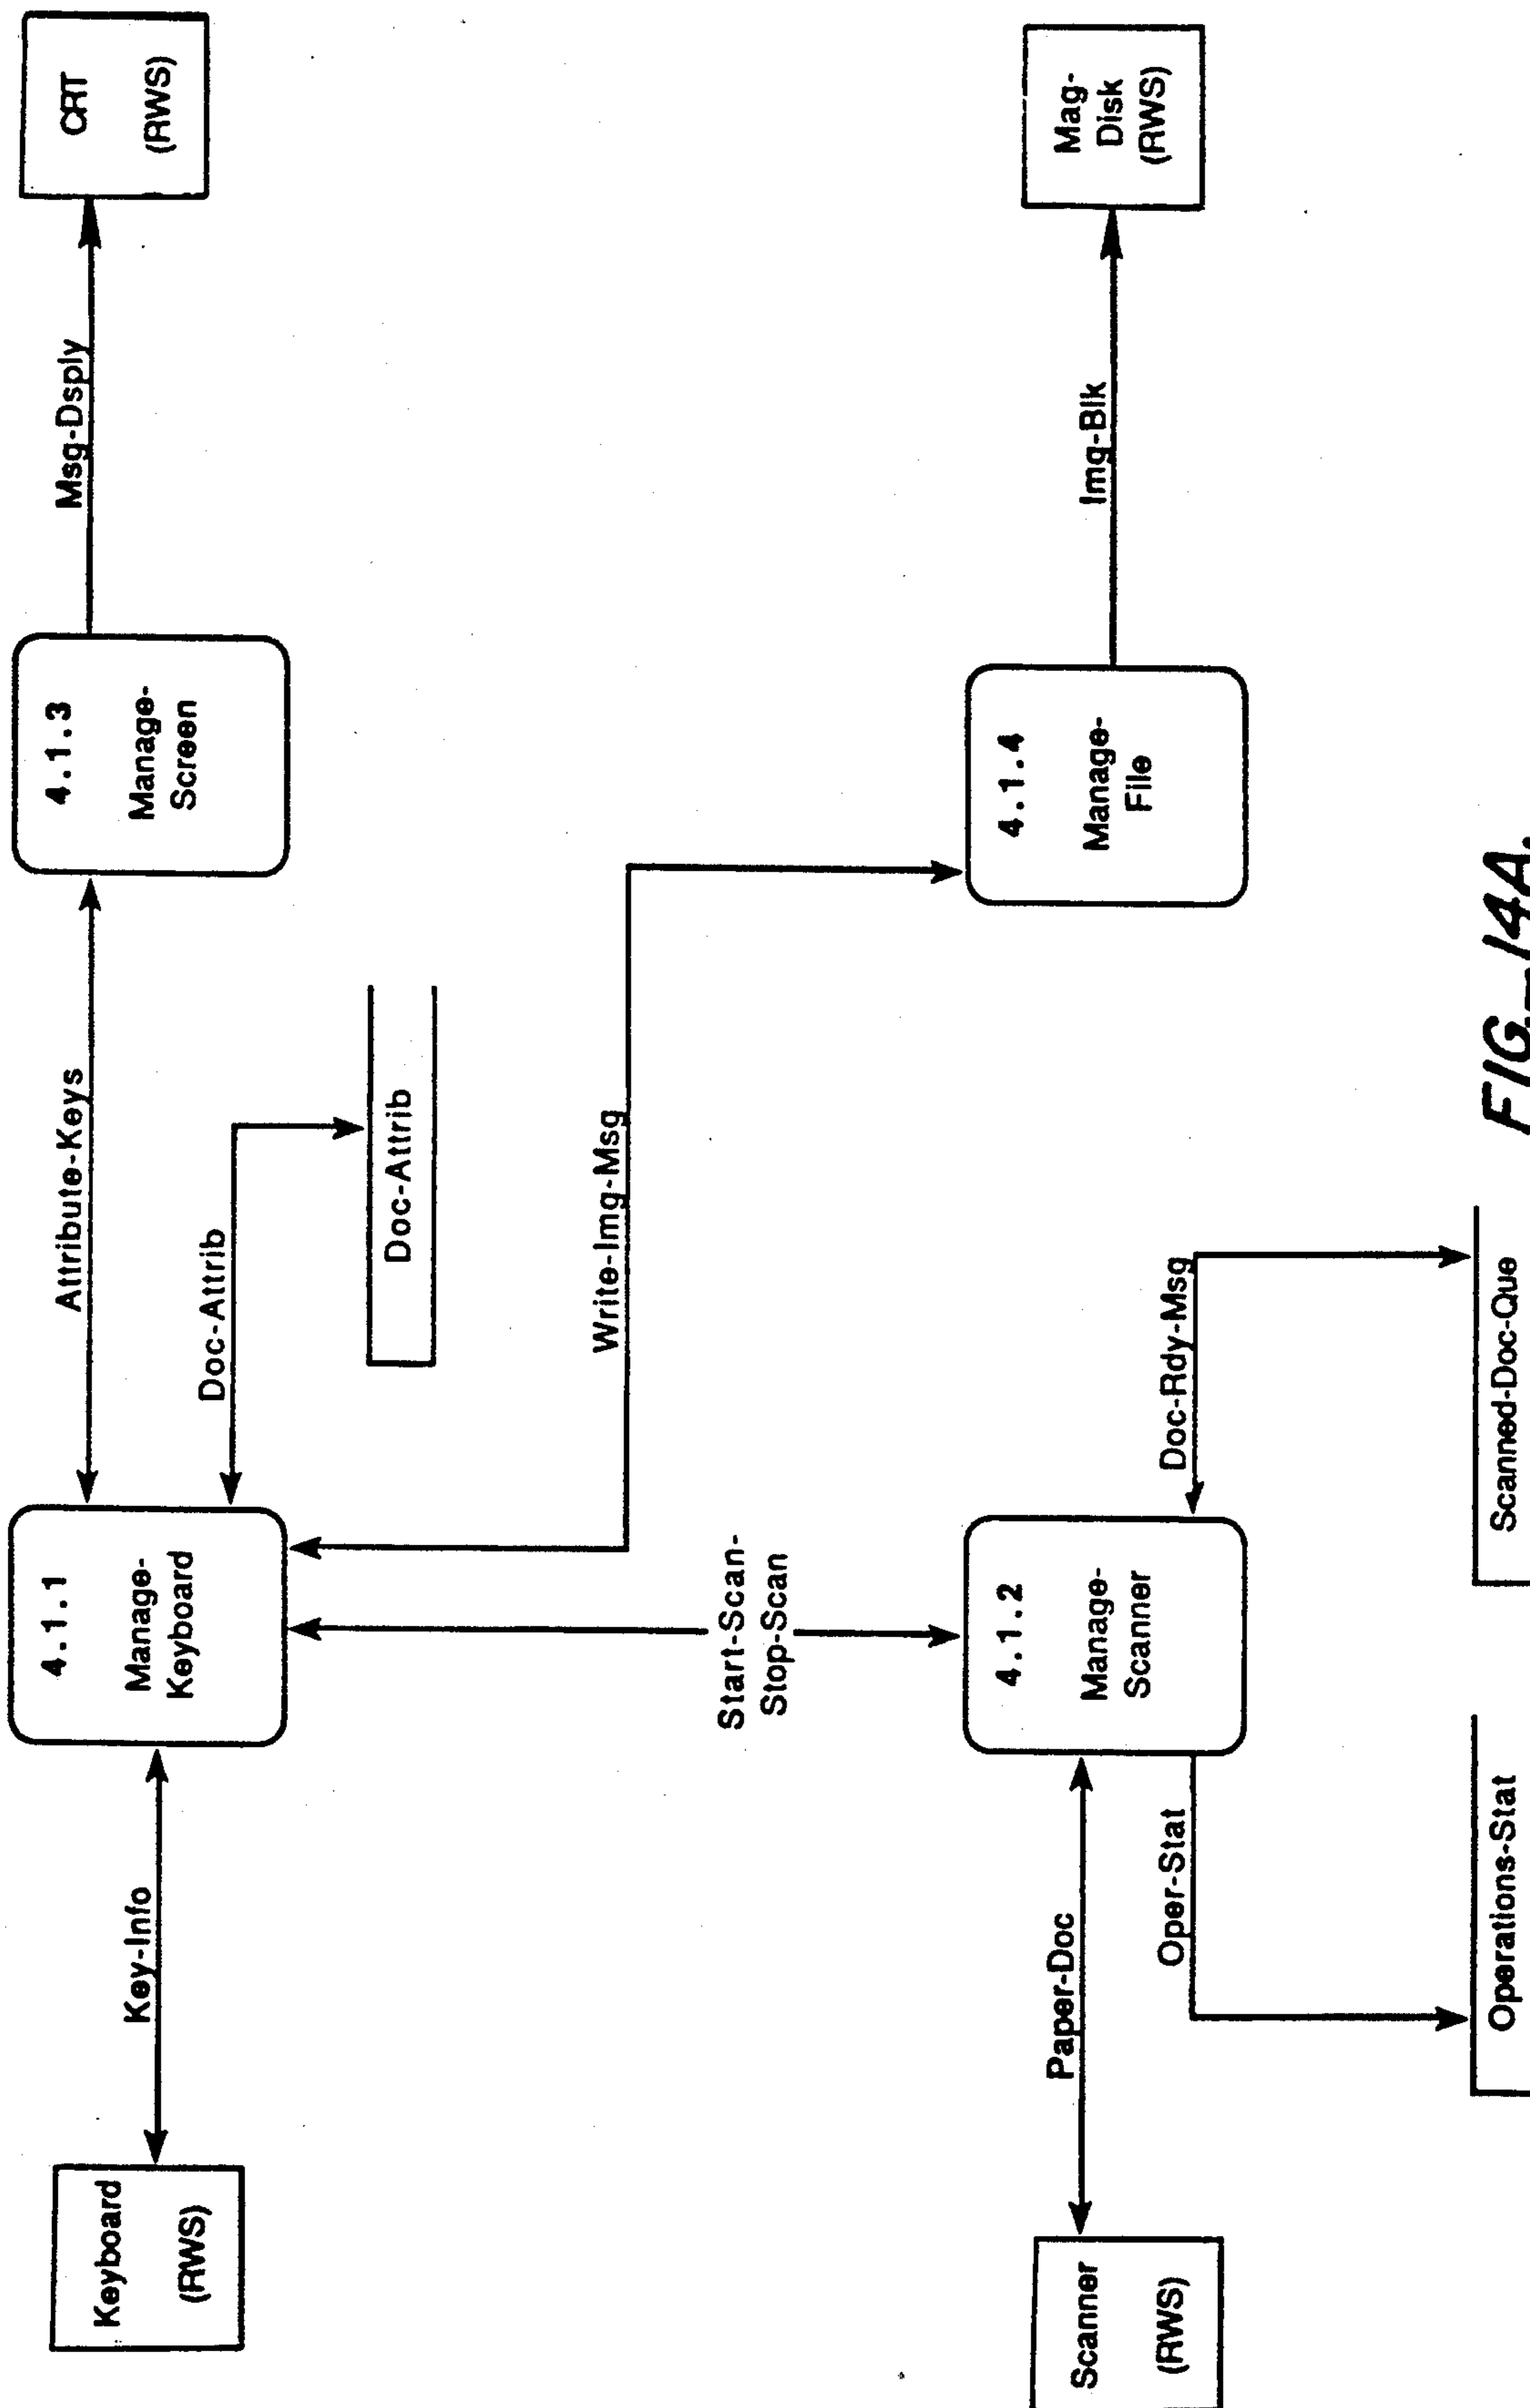 Keyboard
(RWS)
Key-Info
4.1.1
Manage-
Keyboard
Attribute-Keys
4.1.3
Manage-
Screen
Msg-Dsply
CRT
(RWS)
Doc-Attrib
Doc-Attrib
Write-Img-Msg
Start-Scan-
Stop-Scan
Scanner
(RWS)
Paper-Doc
4.1.2
Manage-
Scanner
Oper-Stat
Doc-Rdy-Msg
4.1.4
Manage-
File
Img-Blk
Mag-
Disk
(RWS)
Operations-Stat
Scanned-Doc-Que
FIG.-14A.